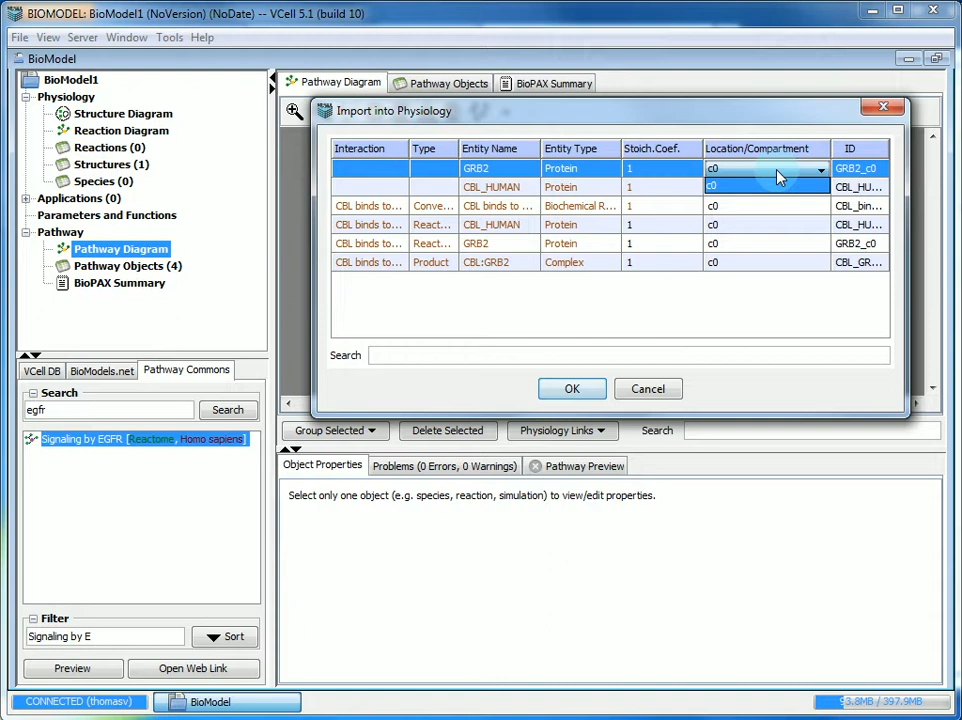 BIOMODEL: BioModel1 (NoVersion) (NoDate) -- VCell 5.1 (build 10)
File View Server Window Tools Help
BioModel
BioModel1
Physiology
Structure Diagram
Reaction Diagram
Reactions (0)
Structures (1)
Species (0)
Applications (0)
Parameters and Functions
Pathway
Pathway Diagram
Pathway Objects (4)
BioPAX Summary
VCell DB BioModels.net Pathway Commons
Search
egfr Search
Signaling by EGFR [Reactome, Homo sapiens]
Filter
Signaling by E Sort
Preview Open Web Link
Pathway Diagram Pathway Objects BioPAX Summary
Import into Physiology
Interaction Type Entity Name Entity Type Stoich.Coef. Location/Compartment ID
GRB2 Protein 1 c0 GRB2_c0
CBL_HUMAN Protein 1 c0 CBL_HU...
CBL binds to... Conve... CBL binds to ... Biochemical R... 1 c0 CBL_bin...
CBL binds to... React... CBL_HUMAN Protein 1 c0 CBL_HU...
CBL binds to... React... GRB2 Protein 1 c0 GRB2_c0
CBL binds to... Product CBL:GRB2 Complex 1 c0 CBL_GR...
Search
OK Cancel
Group Selected Delete Selected Physiology Links Search
Object Properties Problems (0 Errors, 0 Warnings) Pathway Preview
Select only one object (e.g. species, reaction, simulation) to view/edit properties.
CONNECTED (thomasv) BioModel 93.8MB / 397.9MB